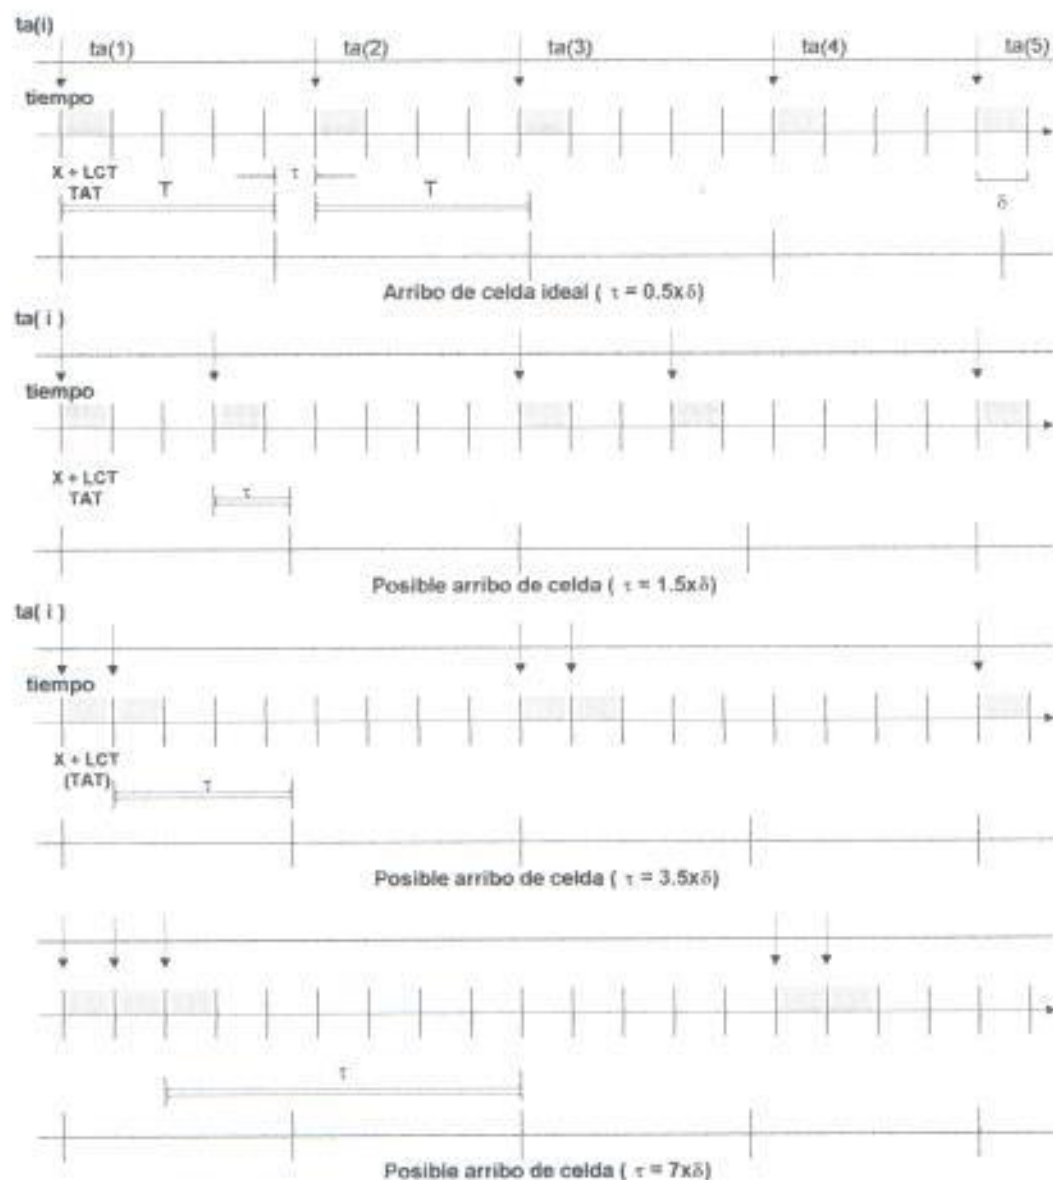 ta(i)
ta(1) ta(2) ta(3) ta(4) ta(5)
tiempo
X + LCT
TAT
T τ T δ
Arribo de celda ideal ( τ = 0.5xδ)
ta( i )
tiempo
X + LCT
TAT
τ
Posible arribo de celda ( τ = 1.5xδ)
ta( i )
tiempo
X + LCT
(TAT)
τ
Posible arribo de celda ( τ = 3.5xδ)
τ
Posible arribo de celda ( τ = 7xδ)